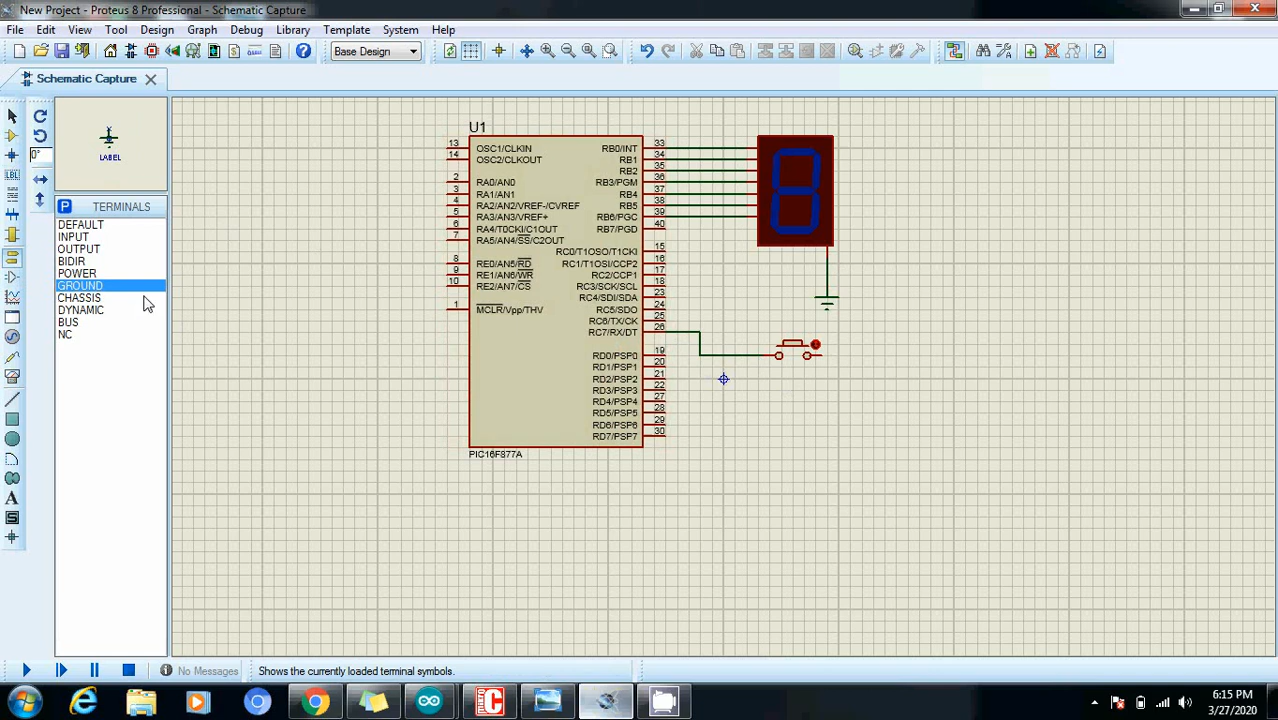 New Project - Proteus 8 Professional - Schematic Capture
File Edit View Tool Design Graph Debug Library Template System Help
Base Design
Schematic Capture
LABEL
0°
LBL
P TERMINALS
DEFAULT
INPUT
OUTPUT
BIDIR
POWER
GROUND
CHASSIS
DYNAMIC
BUS
NC
U1
13 OSC1/CLKIN RB0/INT 33
14 OSC2/CLKOUT RB1 34
RB2 35
2 RA0/AN0 RB3/PGM 36
3 RA1/AN1 RB4 37
4 RA2/AN2/VREF-/CVREF RB5 38
5 RA3/AN3/VREF+ RB6/PGC 39
6 RA4/T0CKI/C1OUT RB7/PGD 40
7 RA5/AN4/SS/C2OUT
RC0/T1OSO/T1CKI 15
8 RE0/AN5/RD RC1/T1OSI/CCP2 16
9 RE1/AN6/WR RC2/CCP1 17
10 RE2/AN7/CS RC3/SCK/SCL 18
RC4/SDI/SDA 23
1 MCLR/Vpp/THV RC5/SDO 24
RC6/TX/CK 25
RC7/RX/DT 26
RD0/PSP0 19
RD1/PSP1 20
RD2/PSP2 21
RD3/PSP3 22
RD4/PSP4 27
RD5/PSP5 28
RD6/PSP6 29
RD7/PSP7 30
PIC16F877A
No Messages Shows the currently loaded terminal symbols.
6:15 PM
3/27/2020